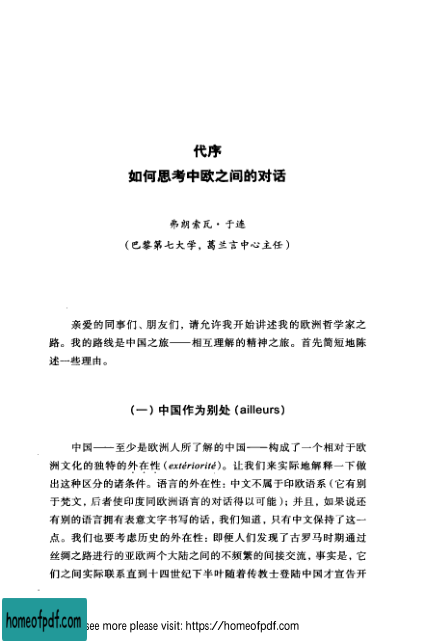 代序
如何思考中欧之间的对话
弗朗索瓦·于连
(巴黎第七大学，葛兰言中心主任)
亲爱的同事们、朋友们，请允许我开始讲述我的欧洲哲学家之
路。我的路线是中国之旅——相互理解的精神之旅。首先简短地陈
述一些理由。
(一) 中国作为别处 (ailleurs)
中国——至少是欧洲人所了解的中国——构成了一个相对于欧
洲文化的独特的外在性 (extériorité)。让我们来实际地解释一下做
出这种区分的诸条件。语言的外在性：中文不属于印欧语系 (它有别
于梵文，后者使印度同欧洲语言的对话得以可能)；并且，如果说还
有别的语言拥有表意文字书写的话，我们知道，只有中文保持了这一
点。我们也要考虑历史的外在性：即便人们发现了古罗马时期通过
丝绸之路进行的亚欧两个大陆之间的不频繁的间接交流，事实是，它
们之间实际联系直到十四世纪下半叶随着传教士登陆中国才宣告开
homeofpdf.com
see more please visit: https://homeofpdf.com